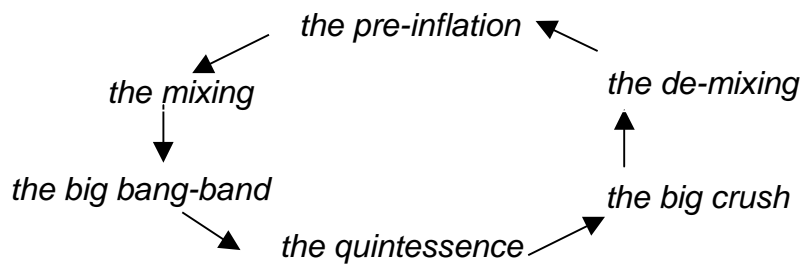 the pre-inflation
the de-mixing
the mixing
the big bang-band
the big crush
the quintessence